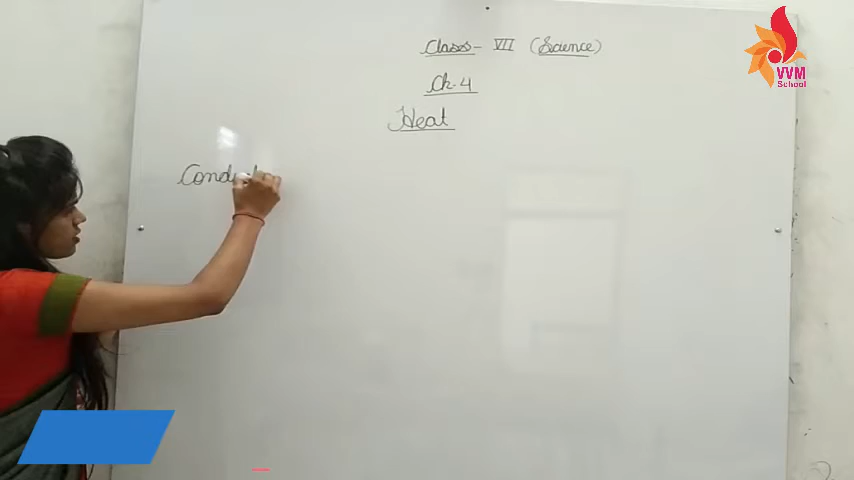 Class- VII (Science)
Ch-4
Heat
Conduct
VVM
School